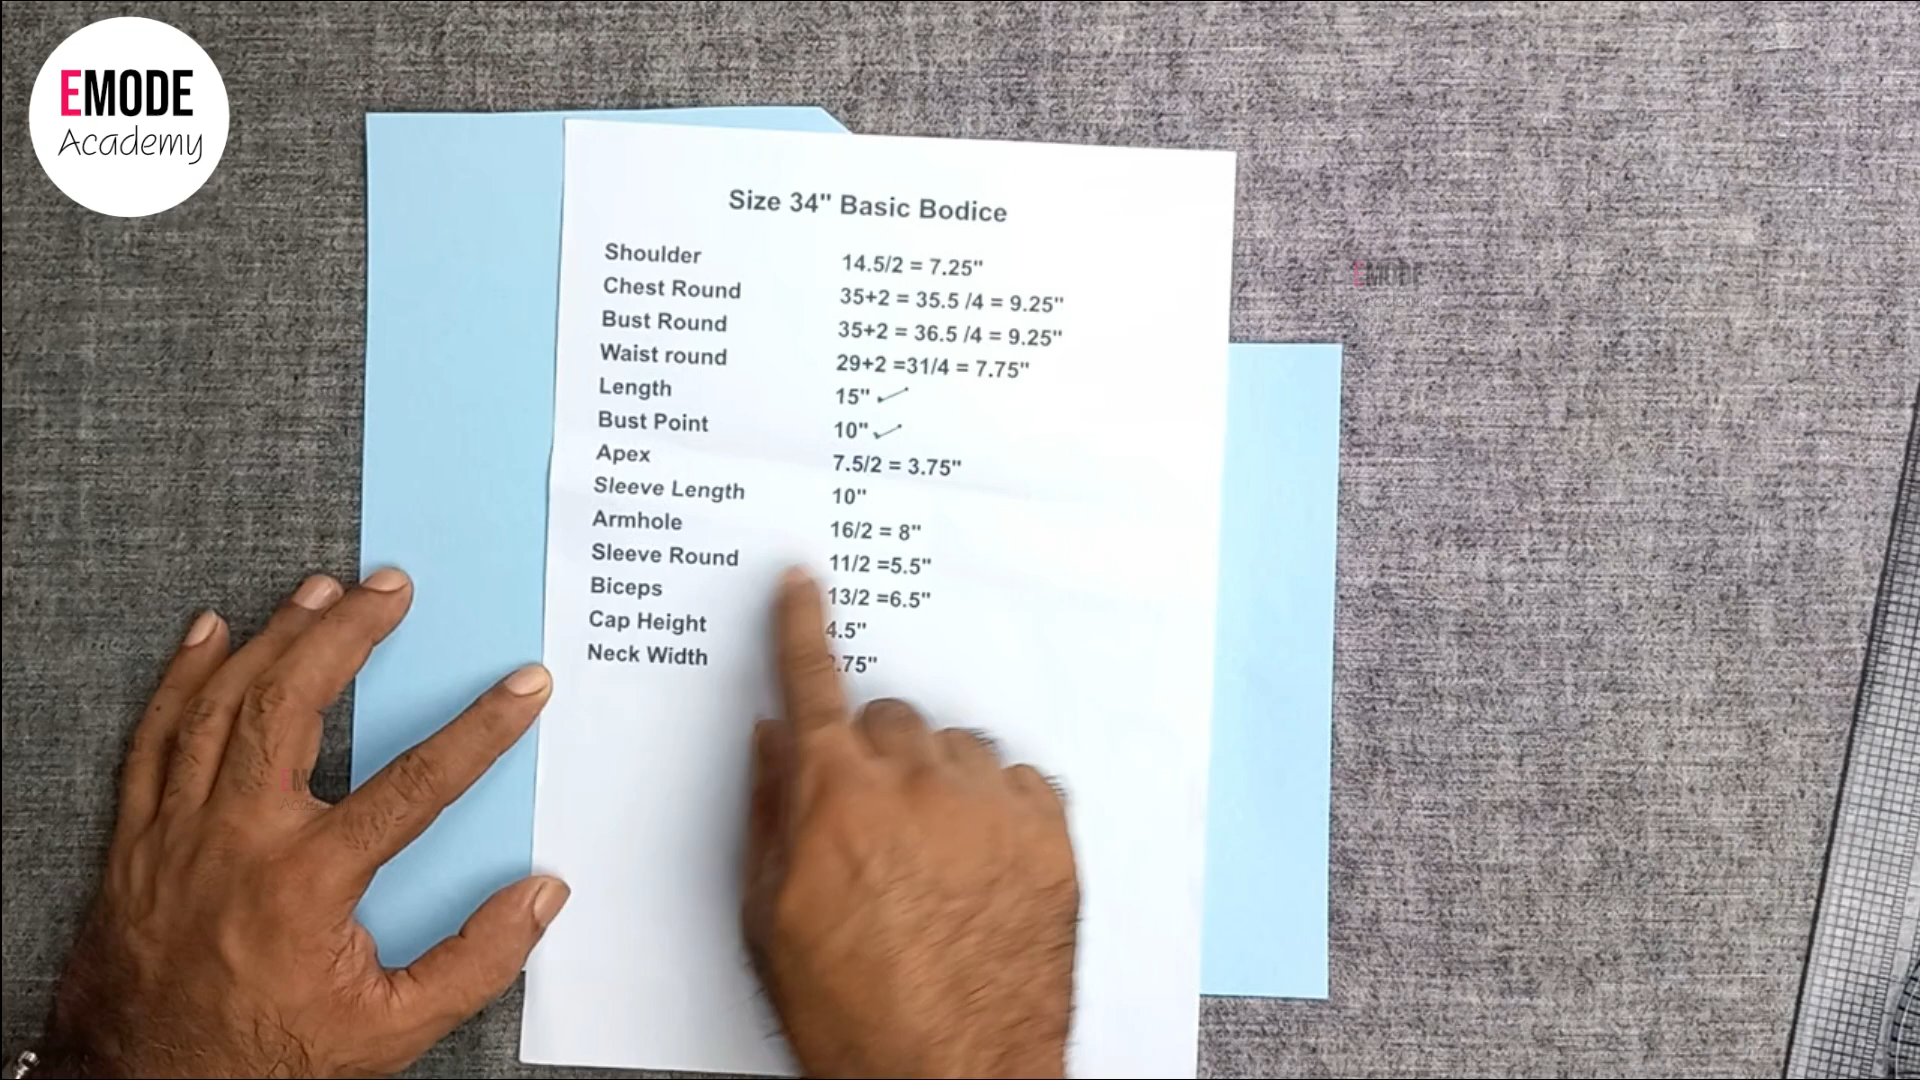 EMODE
Academy
Size 34" Basic Bodice
Shoulder 14.5/2 = 7.25"
Chest Round 35+2 = 35.5 /4 = 9.25"
Bust Round 35+2 = 36.5 /4 = 9.25"
Waist round 29+2 =31/4 = 7.75"
Length 15"
Bust Point 10"
Apex 7.5/2 = 3.75"
Sleeve Length 10"
Armhole 16/2 = 8"
Sleeve Round 11/2 =5.5"
Biceps 13/2 =6.5"
Cap Height 4.5"
Neck Width .75"
EMODE